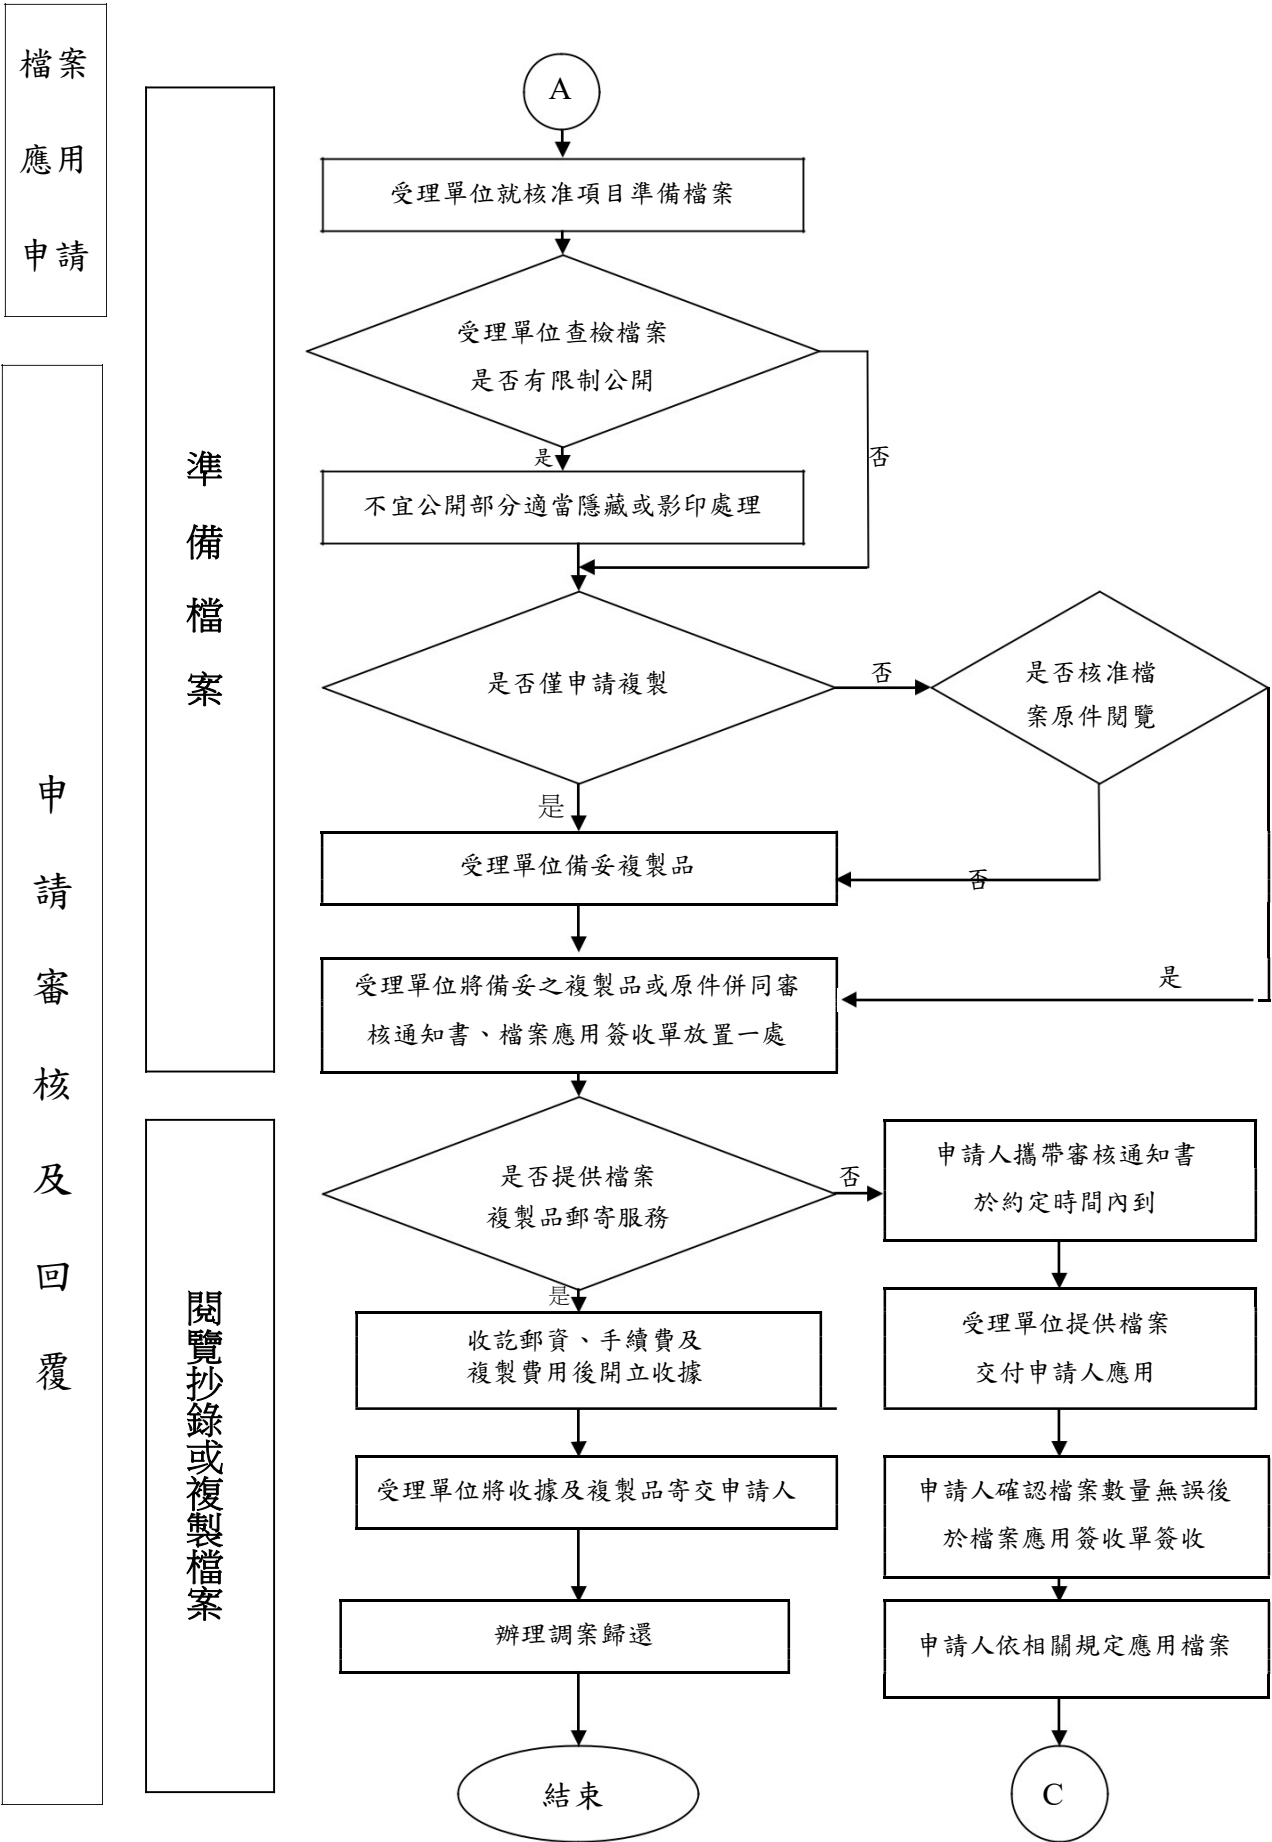 檔案
應用
申請
申
請
審
核
及
回
覆
準
備
檔
案
閱覽抄錄或複製檔案
A
受理單位就核准項目準備檔案
受理單位查檢檔案
是否有限制公開
是
否
不宜公開部分適當隱藏或影印處理
是否僅申請複製
否
是否核准檔
案原件閱覽
是
受理單位備妥複製品
否
是
受理單位將備妥之複製品或原件併同審
核通知書、檔案應用簽收單放置一處
是否提供檔案
複製品郵寄服務
否
申請人攜帶審核通知書
於約定時間內到
是
收訖郵資、手續費及
複製費用後開立收據
受理單位提供檔案
交付申請人應用
受理單位將收據及複製品寄交申請人
申請人確認檔案數量無誤後
於檔案應用簽收單簽收
辦理調案歸還
申請人依相關規定應用檔案
結束
C